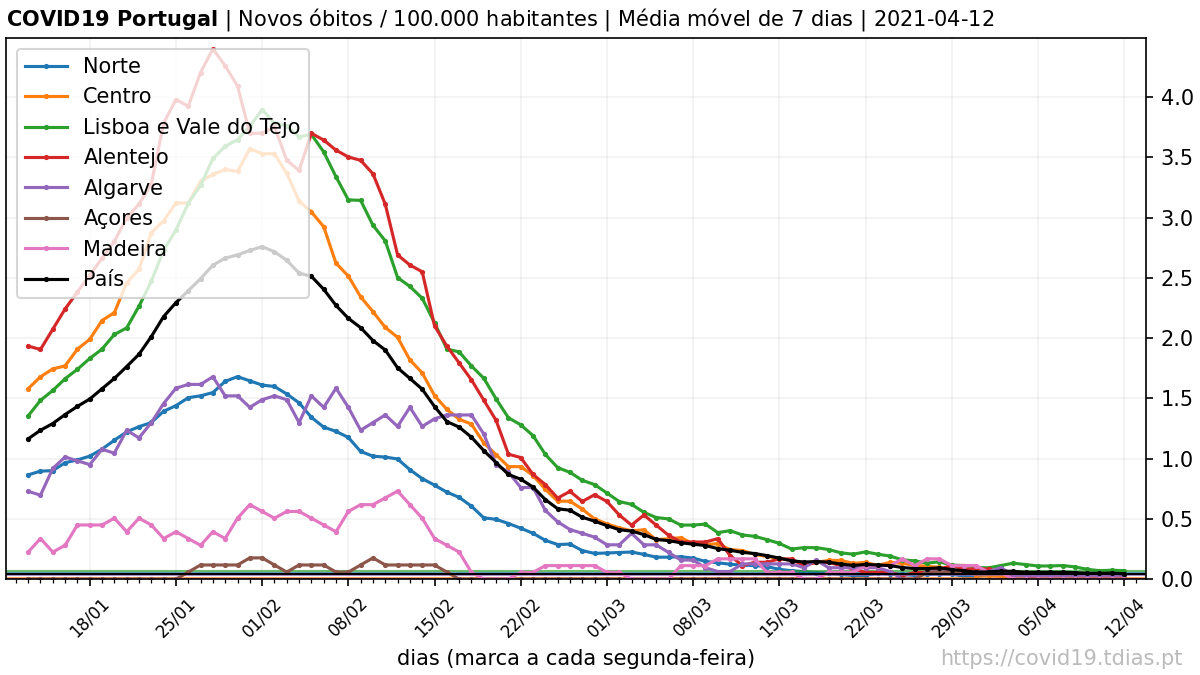 COVID19 Portugal | Novos óbitos / 100.000 habitantes | Média móvel de 7 dias | 2021-04-12
Norte
Centro
Lisboa e Vale do Tejo
Alentejo
Algarve
Açores
Madeira
País
4.0
3.5
3.0
2.5
2.0
1.5
1.0
0.5
0.0
18/01 25/01 01/02 08/02 15/02 22/02 01/03 08/03 15/03 22/03 29/03 05/04 12/04
dias (marca a cada segunda-feira)
https://covid19.tdias.pt